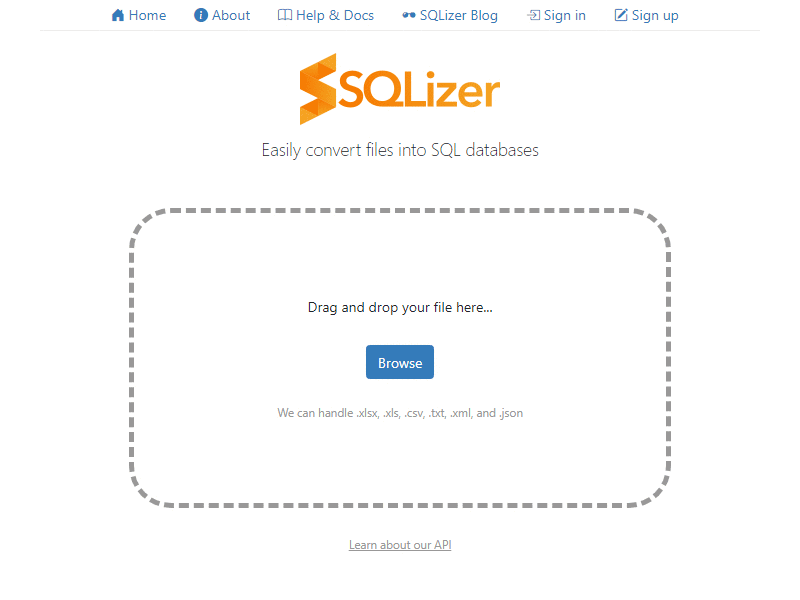 Home About Help & Docs SQLizer Blog Sign in Sign up
SQLizer
Easily convert files into SQL databases
Drag and drop your file here...
Browse
We can handle .xlsx, .xls, .csv, .txt, .xml, and .json
Learn about our API